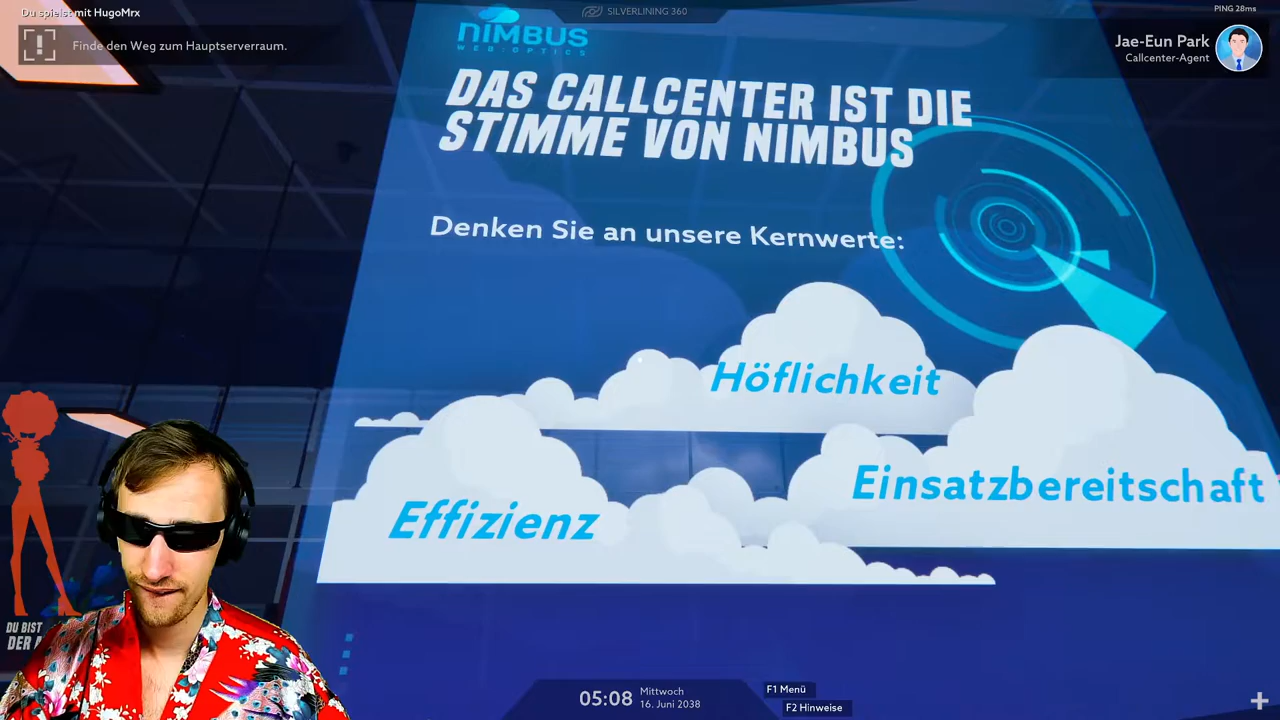 Du spielst mit HugoMrx
SILVERLINING 360
PING 28ms
Finde den Weg zum Hauptserverraum.
Jae-Eun Park
Callcenter-Agent
NIMBUS
WEB:OPTICS
DAS CALLCENTER IST DIE
STIMME VON NIMBUS
Denken Sie an unsere Kernwerte:
Höflichkeit
Einsatzbereitschaft
Effizienz
DU BIST
DER
05:08
Mittwoch
16. Juni 2038
F1 Menü
F2 Hinweise